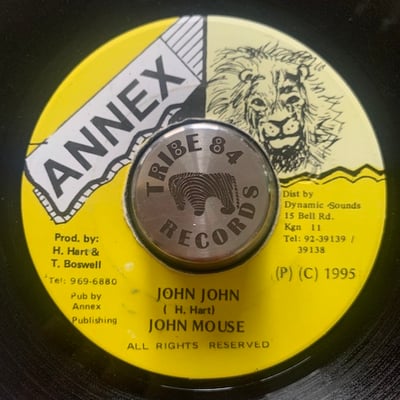 ANNEX
TRIBE 84
RECORDS
Prod. by:
H. Hart &
T. Boswell
Tel: 969-6880
Pub by
Annex
Publishing
Dist by
Dynamic Sounds
15 Bell Rd.
Kgn 11
Tel: 92-39139 /
39138
(P) (C) 1995
JOHN JOHN
( H. Hart)
JOHN MOUSE
ALL RIGHTS RESERVED